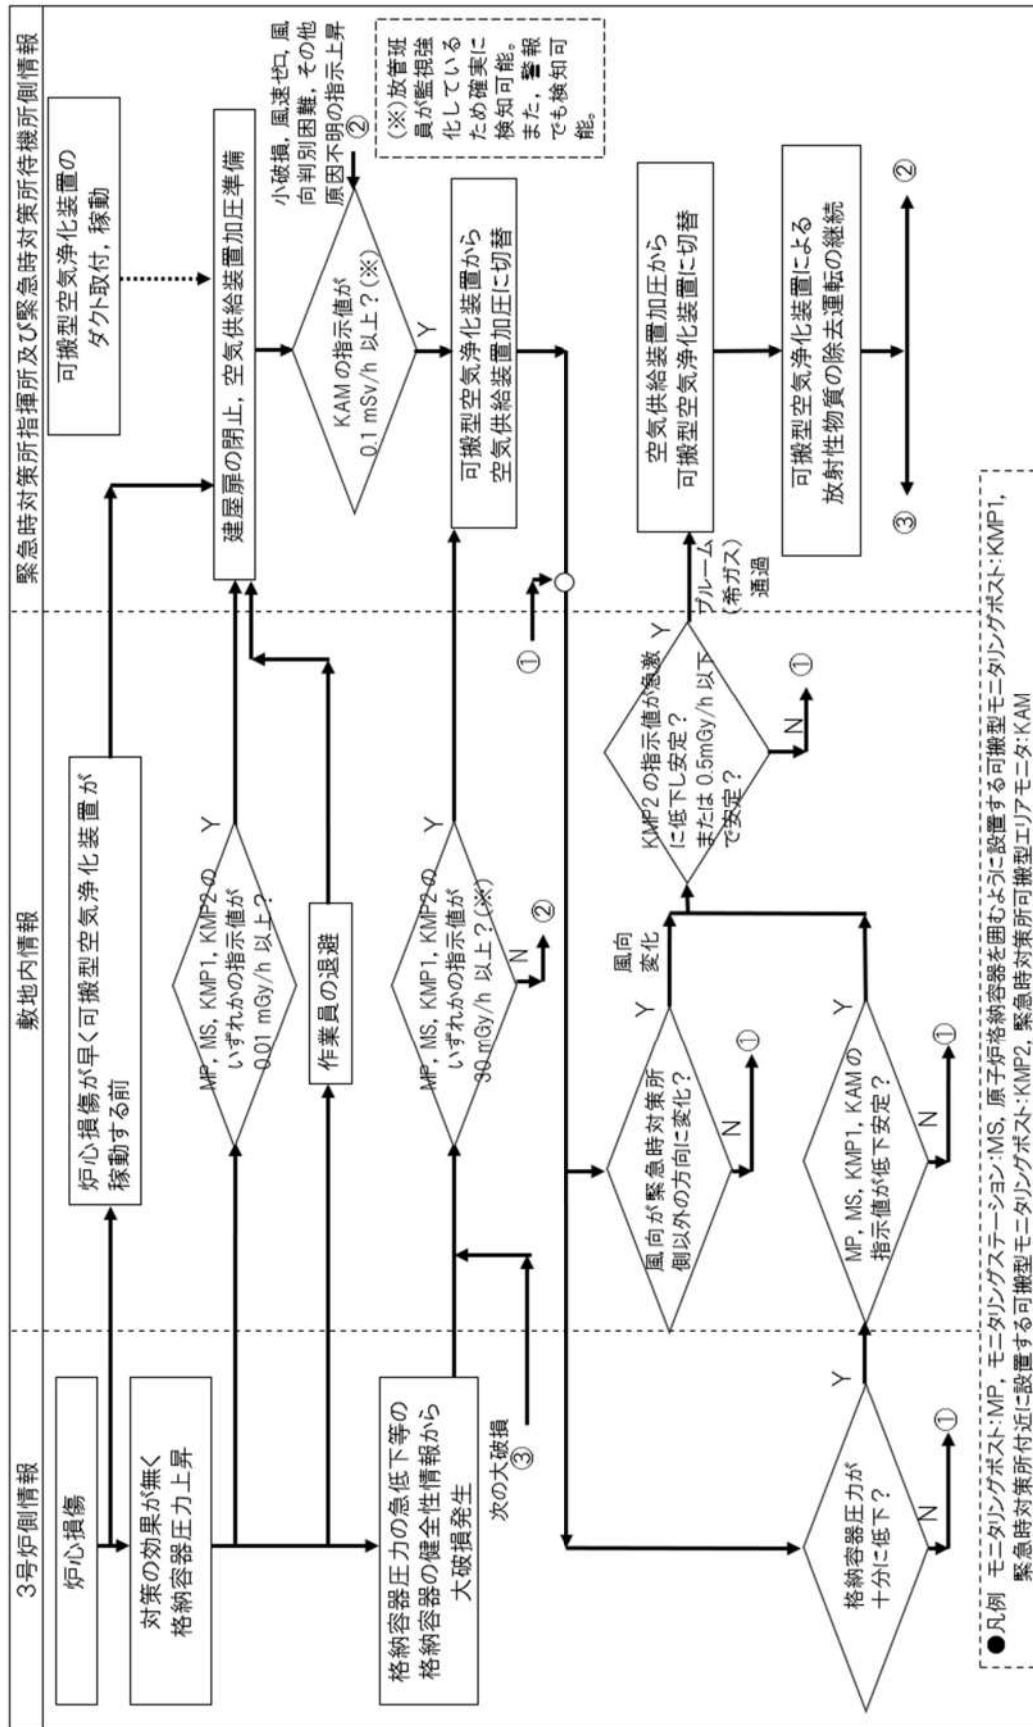 3号炉側情報
敷地内情報
緊急時対策所指揮所及び緊急時対策所待機所側情報
炉心損傷
対策の効果が無く
格納容器圧力上昇
格納容器圧力の急低下等の
格納容器の健全性情報から
大破損発生
次の大破損
③
格納容器圧力が
十分に低下?
Y
N
①
炉心損傷が早く可搬型空気浄化装置が
稼動する前
MP, MS, KMP1, KMP2 の
いずれかの指示値が
0.01 mGy/h 以上?
Y
作業員の退避
MP, MS, KMP1, KMP2 の
いずれかの指示値が
30 mGy/h 以上?(※)
Y
N
②
風向が緊急時対策所
側以外の方向に変化?
Y
風向
変化
N
①
MP, MS, KMP1, KAM の
指示値が低下安定?
Y
N
①
KMP2 の指示値が急激
に低下し安定?
または 0.5mGy/h 以下
で安定?
Y
N
①
プルーム
(希ガス)
通過
①
可搬型空気浄化装置の
ダクト取付, 稼動
建屋扉の閉止, 空気供給装置加圧準備
小破損, 風速ゼロ, 風
向判別困難, その他
原因不明の指示上昇
②
KAM の指示値が
0.1 mSv/h 以上?(※)
Y
(※)放管班
員が監視強
化している
ため確実に
検知可能。
また, 警報
でも検知可
能。
可搬型空気浄化装置から
空気供給装置加圧に切替
空気供給装置加圧から
可搬型空気浄化装置に切替
可搬型空気浄化装置による
放射性物質の除去運転の継続
③
②
●凡例 モニタリングポスト:MP, モニタリングステーション:MS, 原子炉格納容器を囲むように設置する可搬型モニタリングポスト:KMP1,
緊急時対策所付近に設置する可搬型モニタリングポスト:KMP2, 緊急時対策所可搬型エリアモニタ:KAM